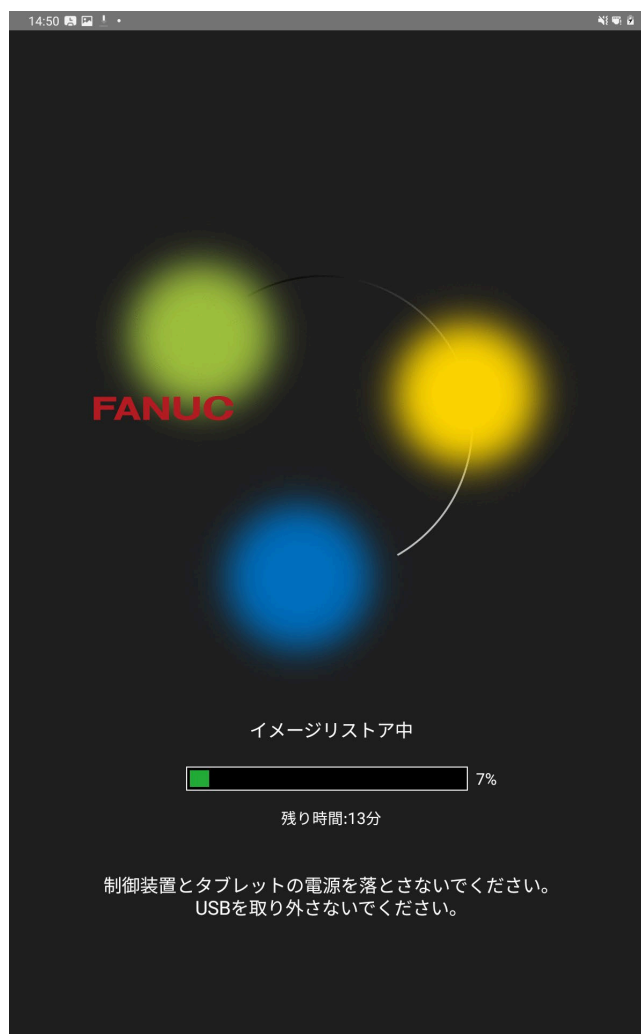 14:50
FANUC
イメージリストア中
7%
残り時間:13分
制御装置とタブレットの電源を落とさないでください。
USBを取り外さないでください。